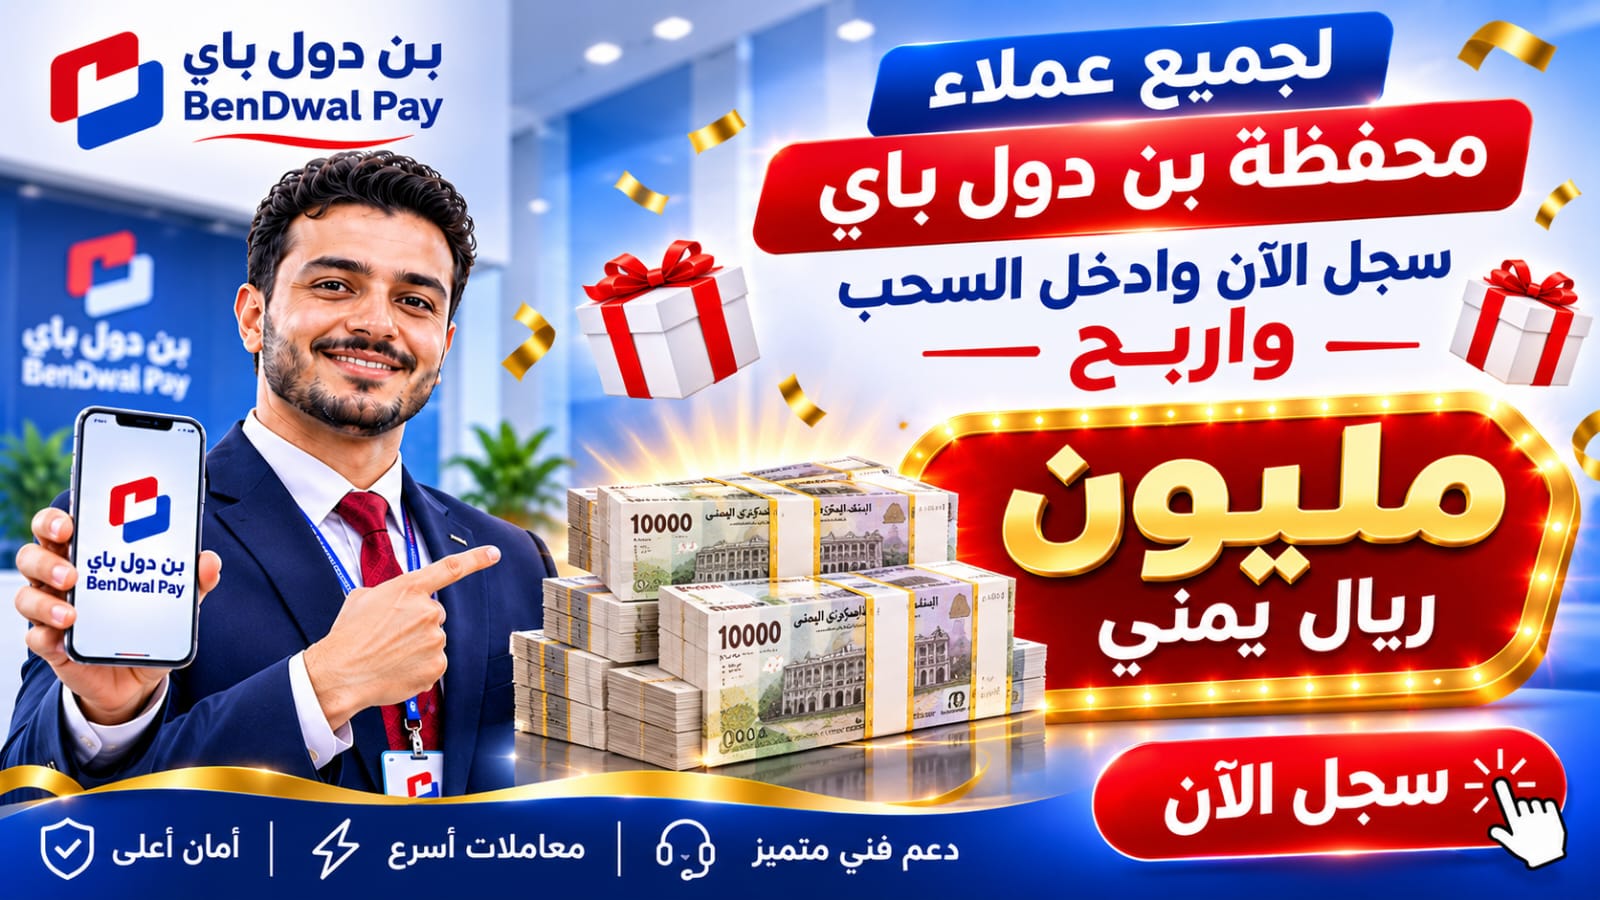 بن دول باي
BenDwal Pay
لجميع عملاء
محفظة بن دول باي
سجل الآن وادخل السحب
واربح
مليون
ريال يمني
سجل الآن
بن دول باي
BenDwal Pay
بن دول باي
BenDwal Pay
10000
10000
أمان أعلى
معاملات أسرع
دعم فني متميز